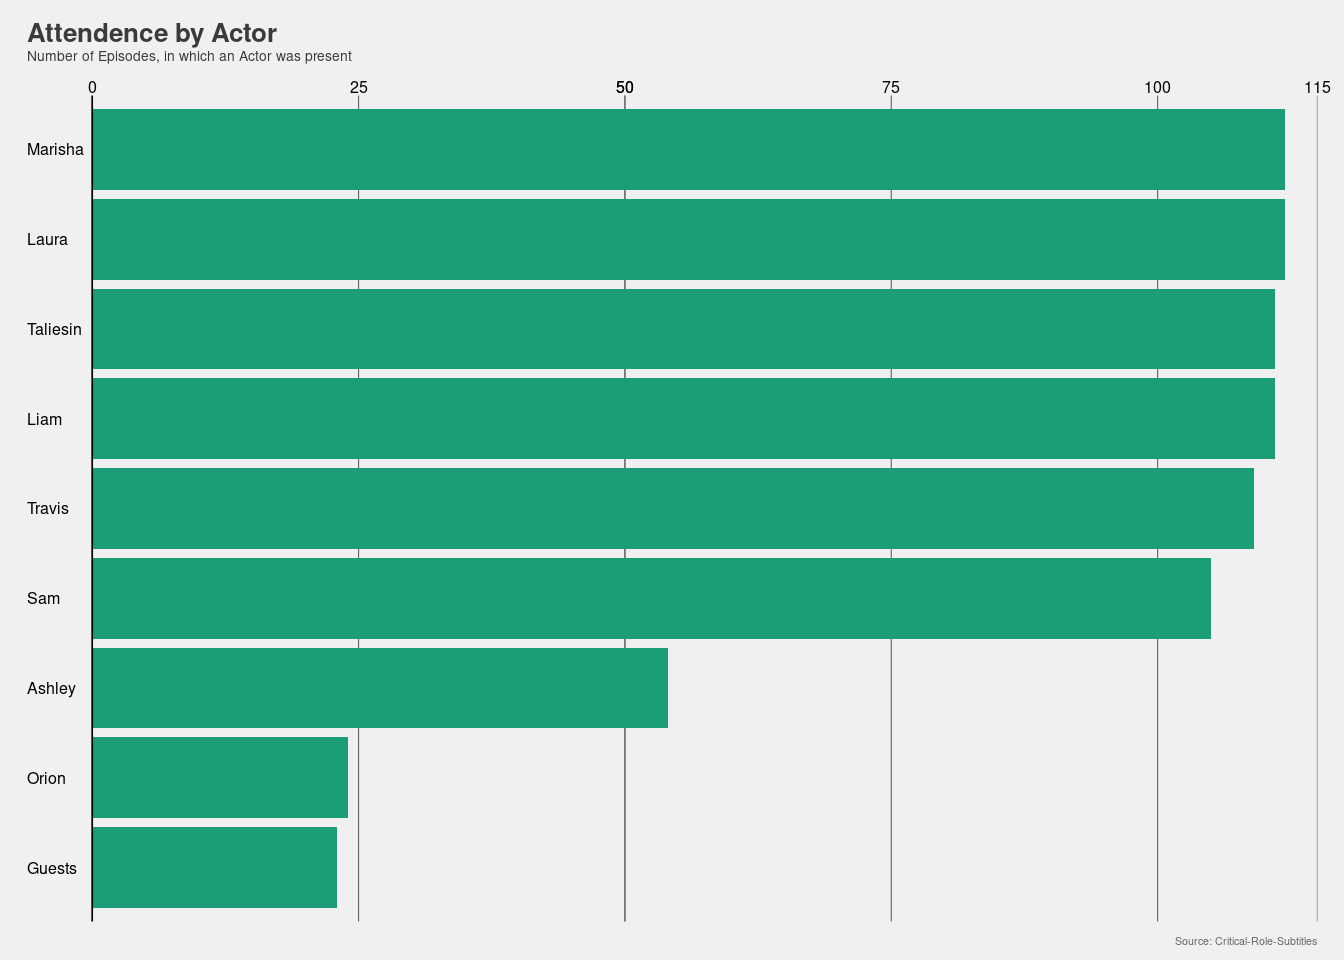 Attendence by Actor
Number of Episodes, in which an Actor was present
0 25 50 75 100 115
Marisha
Laura
Taliesin
Liam
Travis
Sam
Ashley
Orion
Guests
Source: Critical-Role-Subtitles